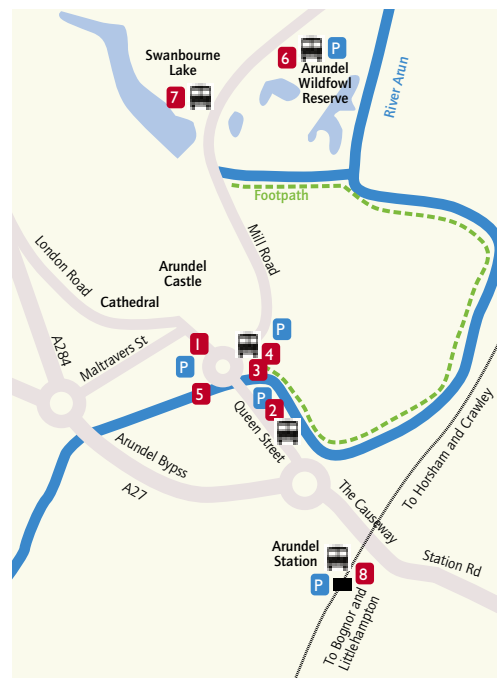 Swanbourne
Lake
7
6
P
Arundel
Wildfowl
Reserve
River Arun
Footpath
Mill Road
London Road
Arundel
Castle
Cathedral
A284
Maltravers St
1
P
P
4
3
5
P
2
Queen Street
Arundel Bypss
A27
The Causeway
To Horsham and Crawley
Station Rd
Arundel
Station
P
8
To Bognor and
Littlehampton